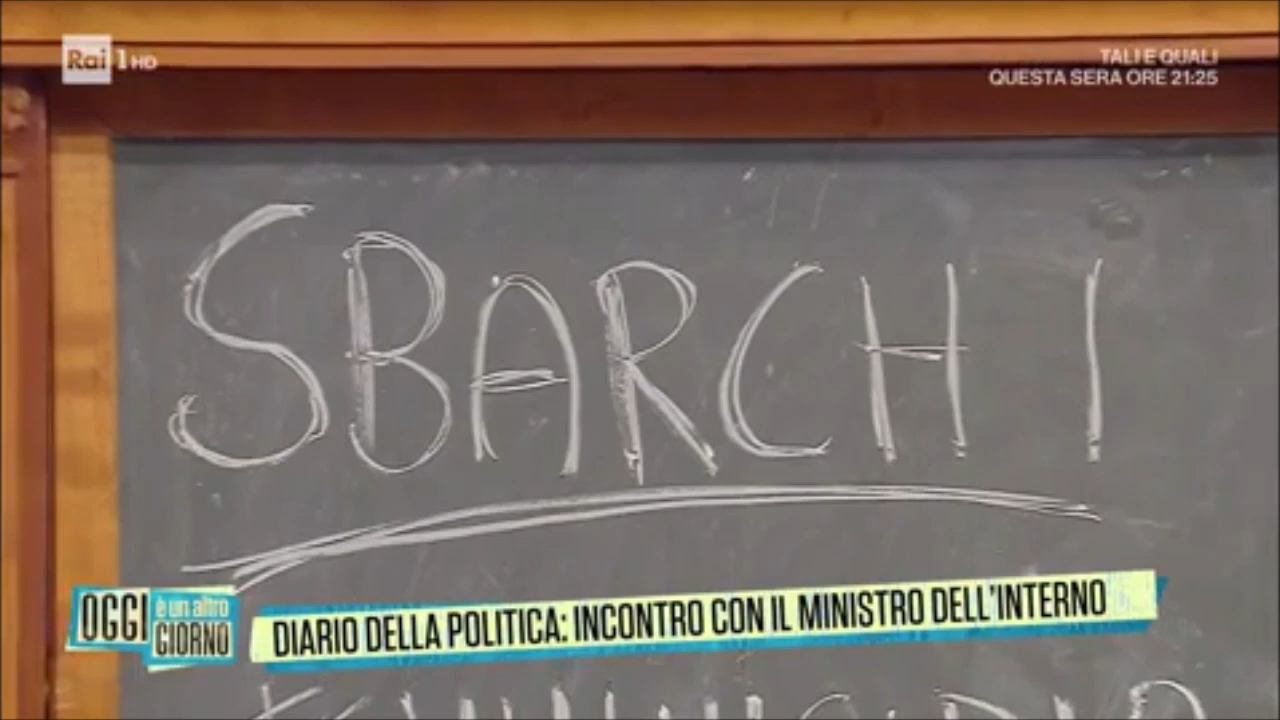 Rai 1 HD
TALI E QUALI
QUESTA SERA ORE 21:25
SBARCHI
OGGI è un altro GIORNO
DIARIO DELLA POLITICA: INCONTRO CON IL MINISTRO DELL'INTERNO